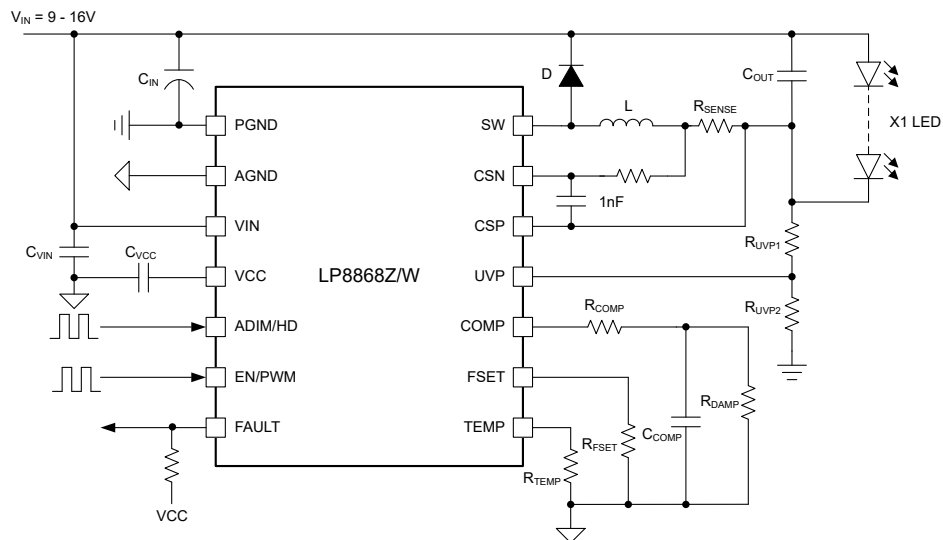 V_IN = 9 - 16V
C_IN
D
L
R_SENSE
C_OUT
X1 LED
PGND
SW
AGND
CSN
1nF
VIN
CSP
C_VIN
C_VCC
R_UVP1
VCC
LP8868Z/W
UVP
R_COMP
R_UVP2
ADIM/HD
COMP
EN/PWM
FSET
R_DAMP
C_COMP
FAULT
TEMP
R_FSET
R_TEMP
VCC